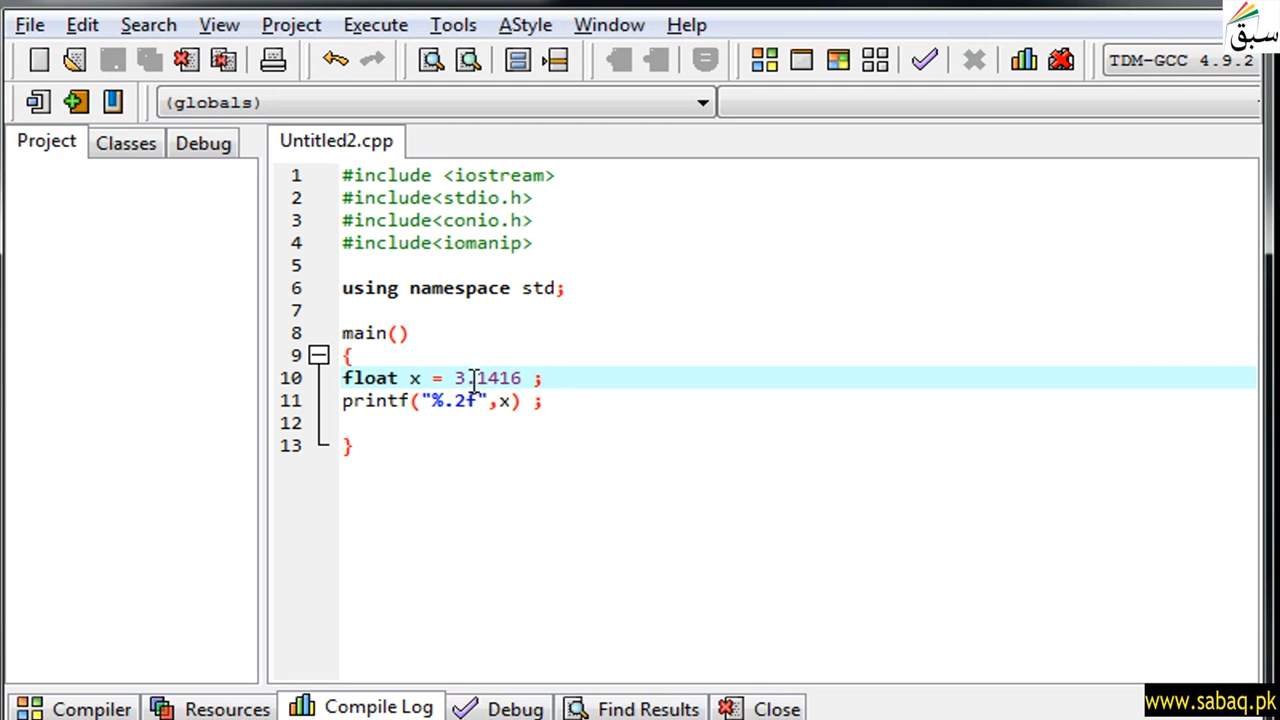 File Edit Search View Project Execute Tools AStyle Window Help
سبق
TDM-GCC 4.9.2
(globals)
Project Classes Debug
Untitled2.cpp
1 #include <iostream>
2 #include<stdio.h>
3 #include<conio.h>
4 #include<iomanip>
5
6 using namespace std;
7
8 main()
9 {
10 float x = 3.1416 ;
11 printf("%.2f",x) ;
12
13 }
Compiler Resources Compile Log Debug Find Results Close
www.sabaq.pk